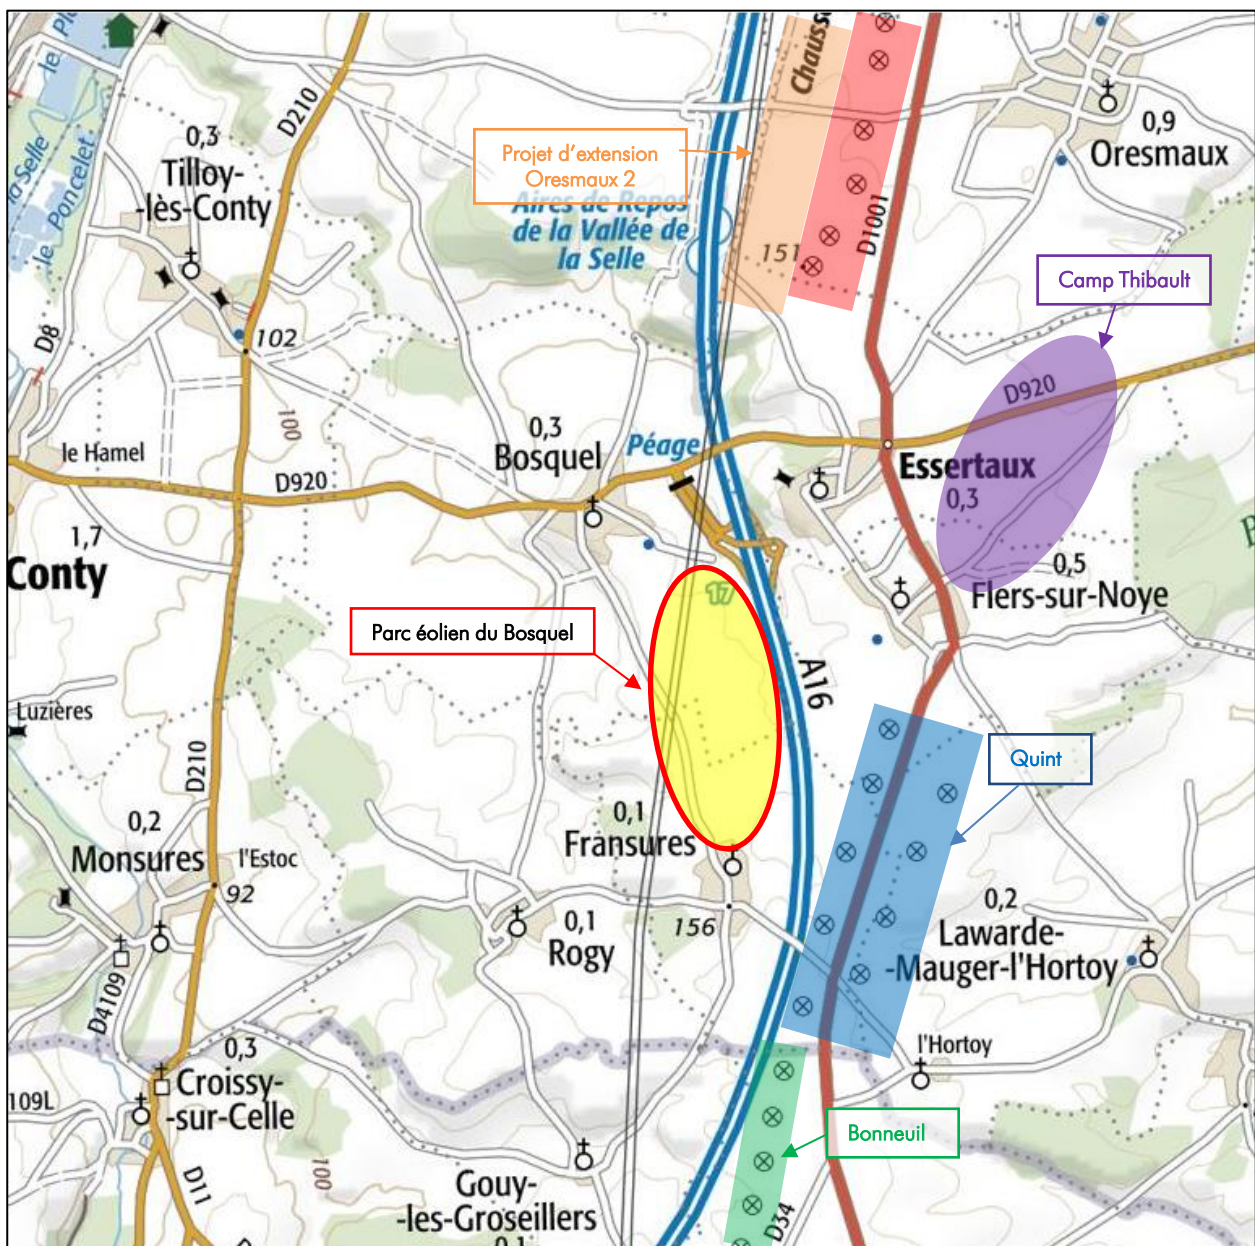 le Pl
la Selle
le Poncelet
D210
0,3
Tilloy-
-lès-Conty
Projet d'extension
Oresmaux 2
Aires de Repos
de la Vallée de
la Selle
Chauss
151
D1001
0,9
Oresmaux
Camp Thibault
D8
102
100
le Hamel
D920
0,3
Bosquel
Péage
D920
Essertaux
0,3
1,7
Conty
17
0,5
Flers-sur-Noye
B
Parc éolien du Bosquel
A16
Luzières
D210
Quint
0,2
Monsures
l'Estoc
92
0,1
Fransures
0,1
Rogy
156
0,2
Lawarde-
-Mauger-l'Hortoy
D4109
0,3
Croissy-
-sur-Celle
109L
l'Hortoy
Bonneuil
D11
100
Gouy-
-les-Groseillers
0,1
D34